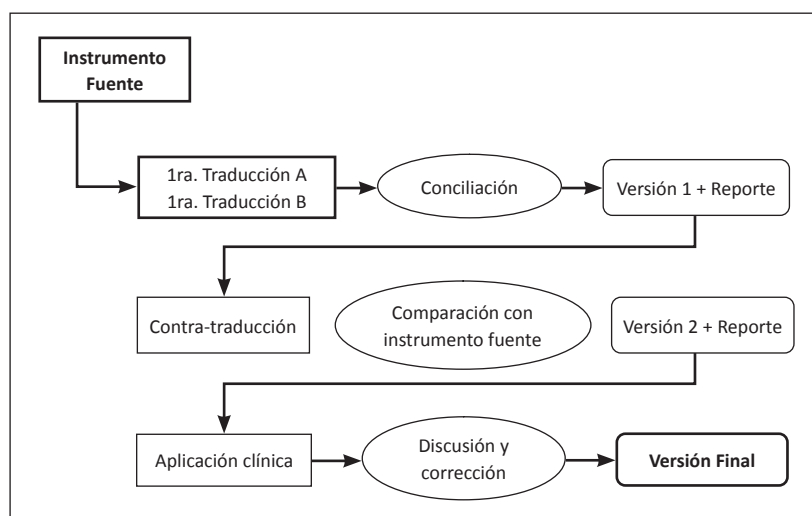 Instrumento
Fuente
1ra. Traducción A
1ra. Traducción B
Conciliación
Versión 1 + Reporte
Contra-traducción
Comparación con
instrumento fuente
Versión 2 + Reporte
Aplicación clínica
Discusión y
corrección
Versión Final